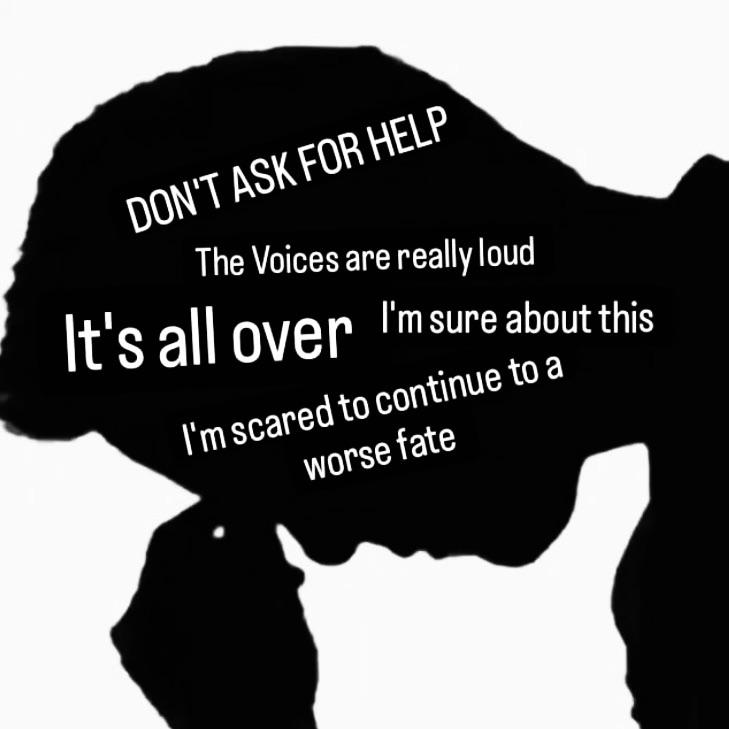 DON'T ASK FOR HELP
The Voices are really loud
It's all over
I'm sure about this
I'm scared to continue to a
worse fate